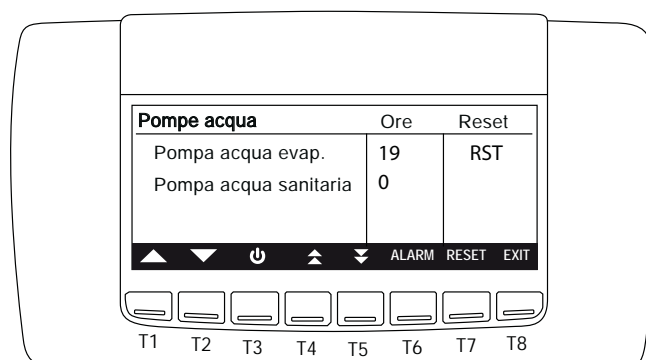 Pompe acqua Ore Reset
Pompa acqua evap. 19 RST
Pompa acqua sanitaria 0
ALARM RESET EXIT
T1 T2 T3 T4 T5 T6 T7 T8